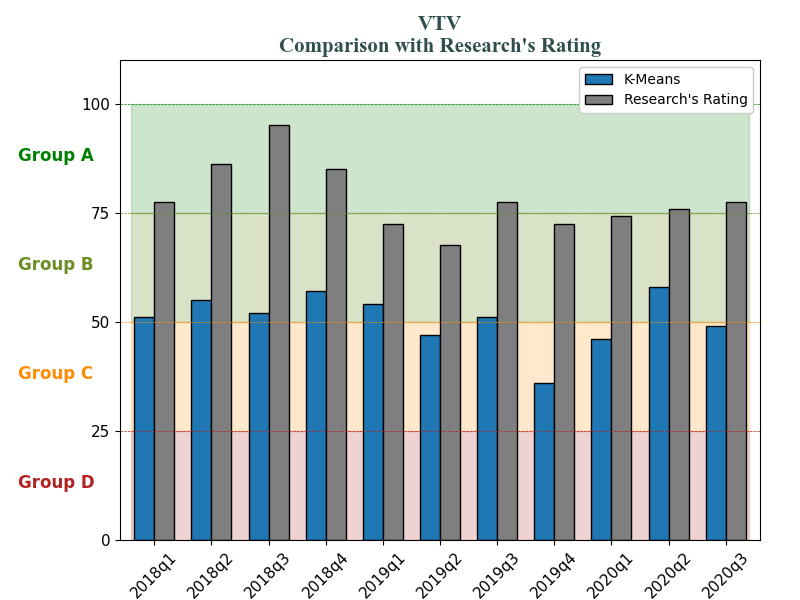 VTV
Comparison with Research's Rating
K-Means
Research's Rating
100
Group A
75
Group B
50
Group C
25
Group D
0
2018q1
2018q2
2018q3
2018q4
2019q1
2019q2
2019q3
2019q4
2020q1
2020q2
2020q3